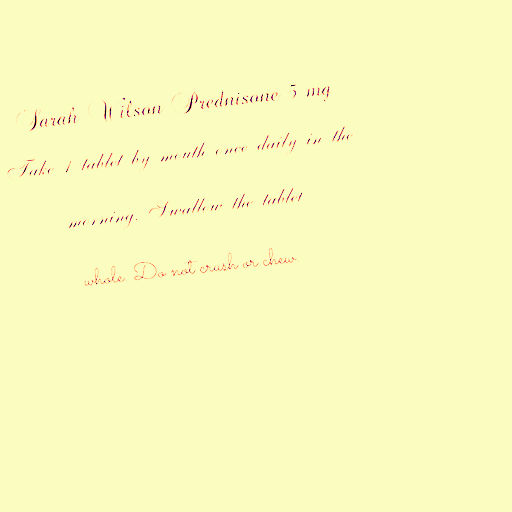 Sarah Wilson Prednisone 5 mg
Take 1 tablet by mouth once daily in the
morning. Swallow the tablet
whole. Do not crush or chew.